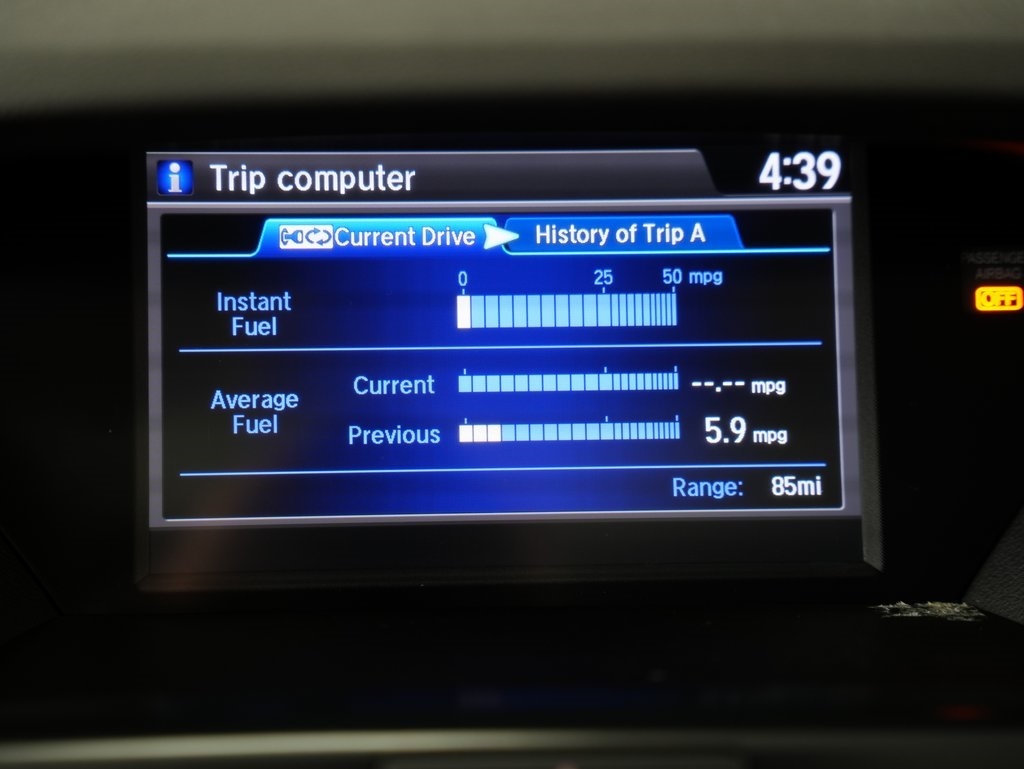 i Trip computer 4:39
Current Drive History of Trip A
0 25 50 mpg
Instant
Fuel
Average
Fuel
Current --.-- mpg
Previous 5.9 mpg
Range: 85mi
PASSENGER
AIRBAG
OFF